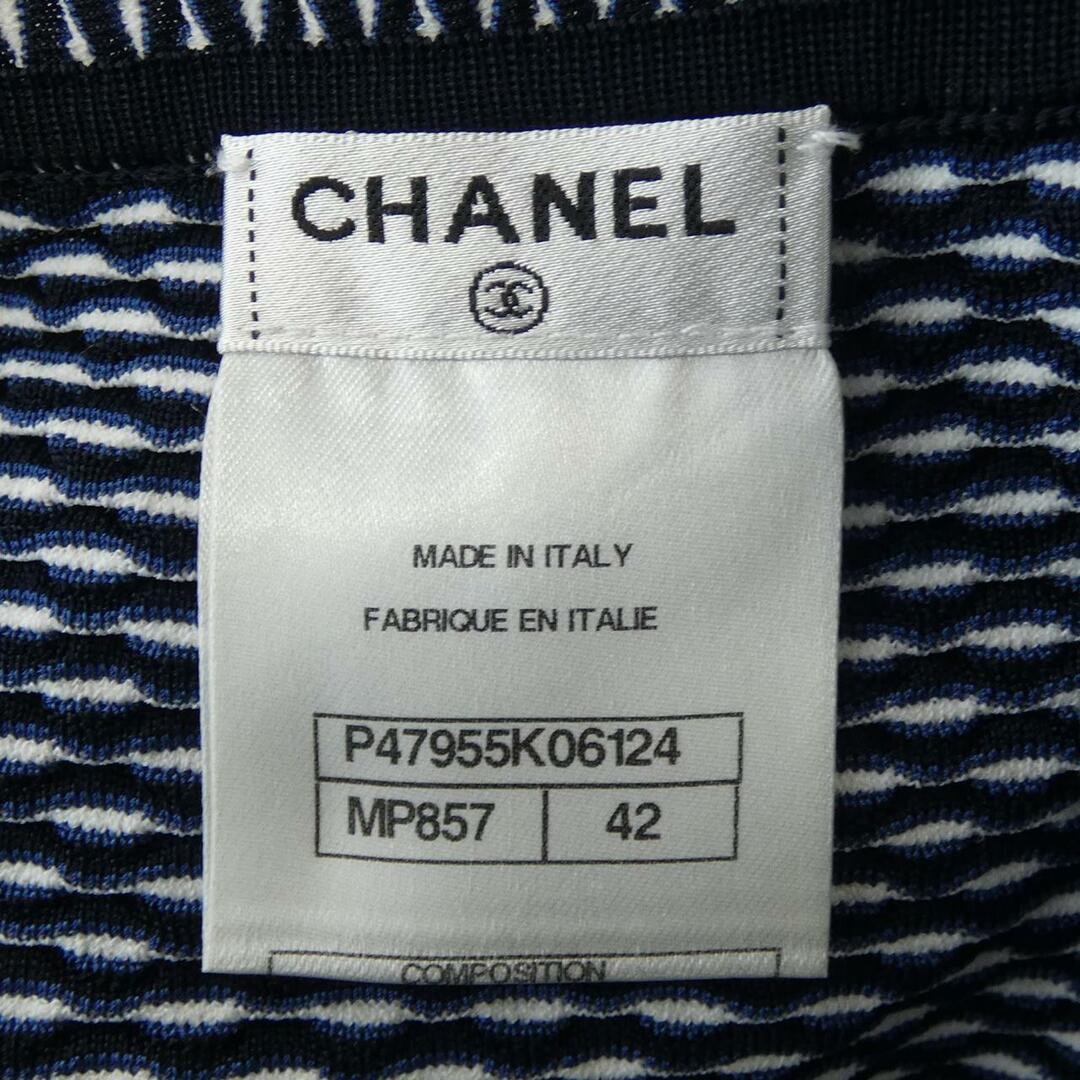 CHANEL
MADE IN ITALY
FABRIQUE EN ITALIE
P47955K06124
MP857 42
COMPOSITION